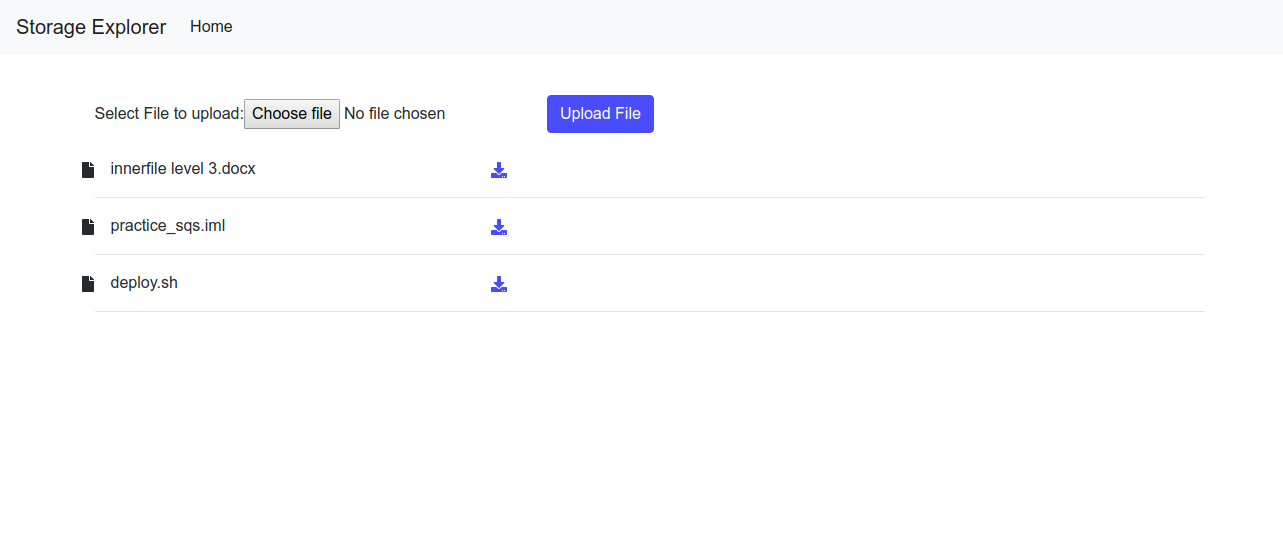 Storage Explorer Home
Select File to upload: Choose file No file chosen Upload File
innerfile level 3.docx
practice_sqs.iml
deploy.sh